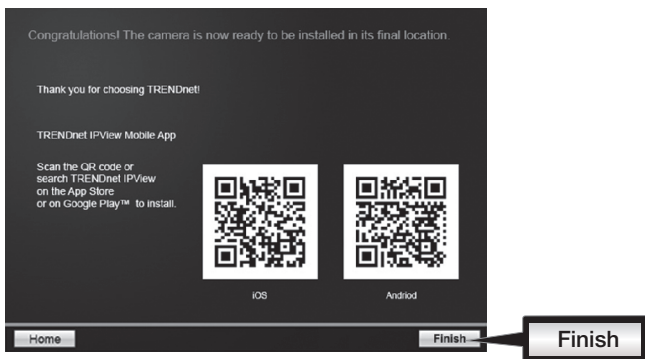 Congratulations! The camera is now ready to be installed in its final location.
Thank you for choosing TRENDnet!
TRENDnet IPView Mobile App
Scan the QR code or
search TRENDnet IPView
on the App Store
or on Google Play™ to install.
iOS
Andriod
Home
Finish
Finish